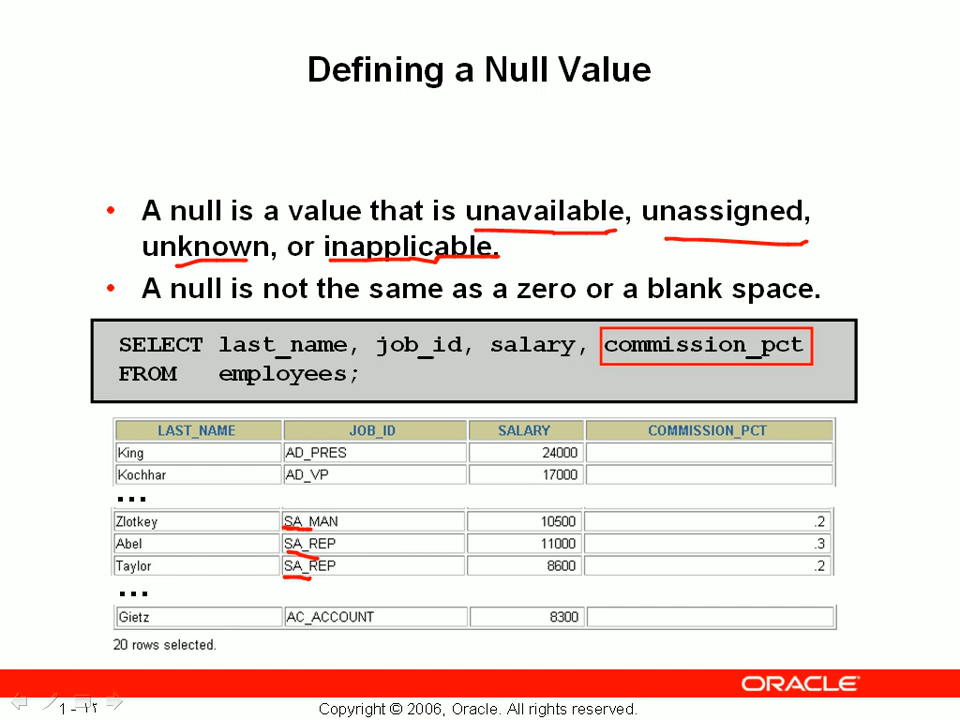 Defining a Null Value
• A null is a value that is unavailable, unassigned,
unknown, or inapplicable.
• A null is not the same as a zero or a blank space.
SELECT last_name, job_id, salary, commission_pct
FROM employees;
LAST_NAME JOB_ID SALARY COMMISSION_PCT
King AD_PRES 24000
Kochhar AD_VP 17000
…
Zlotkey SA_MAN 10500 .2
Abel SA_REP 11000 .3
Taylor SA_REP 8600 .2
…
Gietz AC_ACCOUNT 8300
20 rows selected.
ORACLE
1 - ١٢ Copyright © 2006, Oracle. All rights reserved.